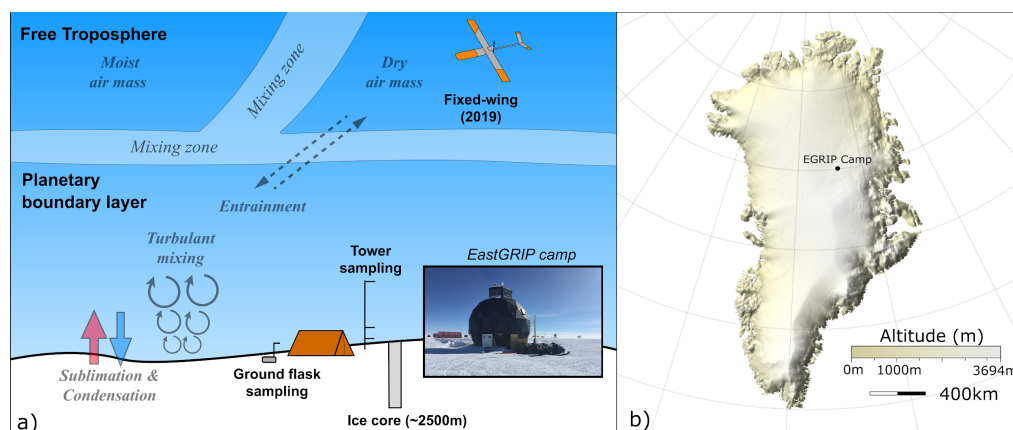 Free Troposphere
Moist
air mass
Mixing zone
Dry
air mass
Fixed-wing
(2019)
Mixing zone
Planetary
boundary layer
Entrainment
Turbulant
mixing
Tower
sampling
EastGRIP camp
Sublimation &
Condensation
Ground flask
sampling
Ice core (~2500m)
a)
EGRIP Camp
Altitude (m)
0m 1000m 3694m
400km
b)